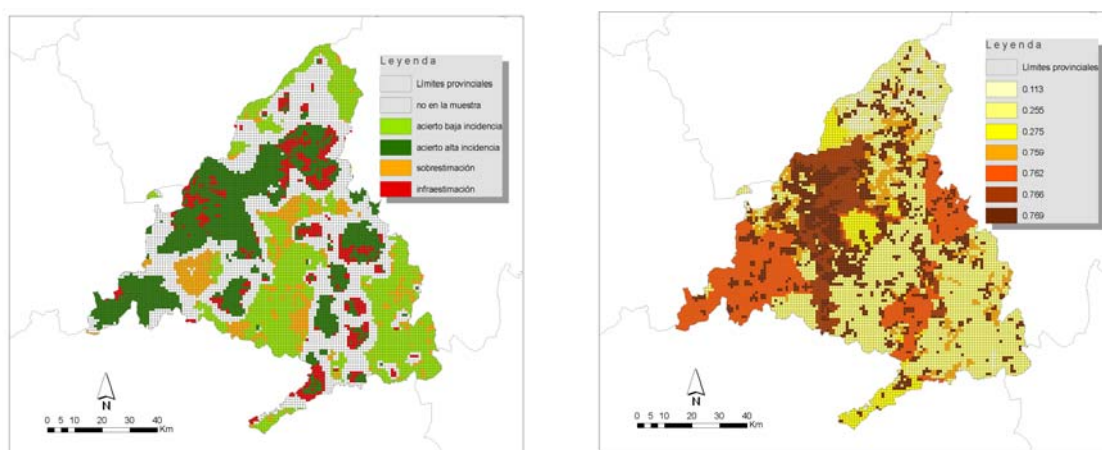 Leyenda
Límites provinciales
no en la muestra
acierto baja incidencia
acierto alta incidencia
sobrestimación
infraestimación
N
0 5 10 20 30 40
Km
Leyenda
Límites provinciales
0.113
0.255
0.275
0.759
0.762
0.766
0.769
N
0 5 10 20 30 40
Km